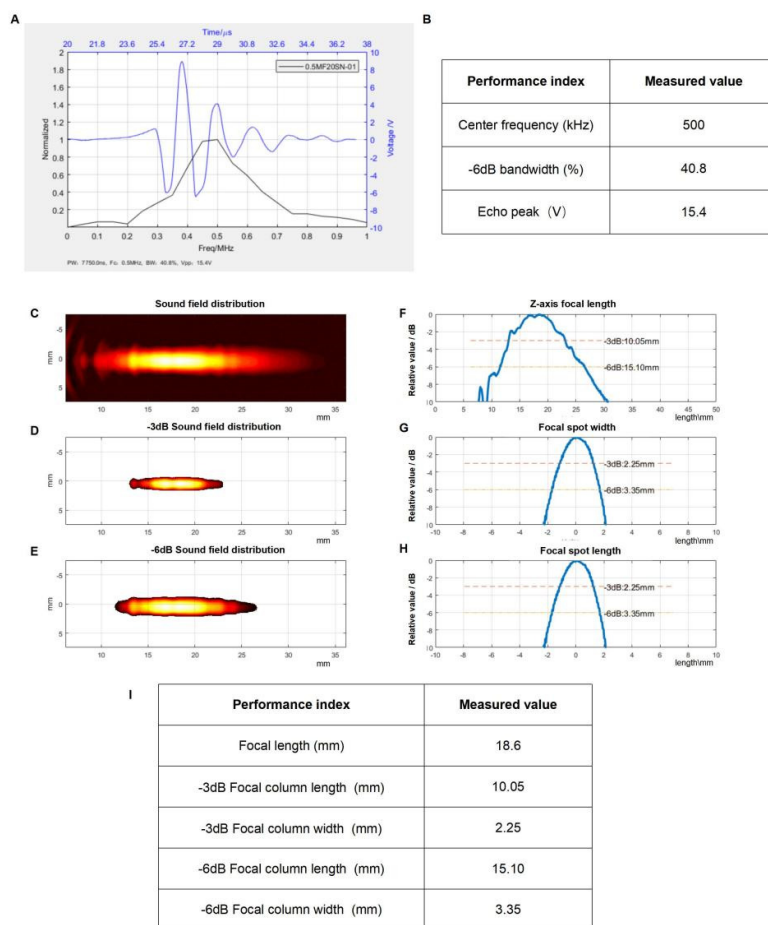 A
Time/μs
20 21.8 23.6 25.4 27.2 29 30.8 32.6 34.4 36.2 38
0.5MF20SN-01
Normalized
2
1.8
1.6
1.4
1.2
1
0.8
0.6
0.4
0.2
Voltage /V
10
8
6
4
2
0
-2
-4
-6
-8
-10
0 0.1 0.2 0.3 0.4 0.5 0.6 0.7 0.8 0.9 1
Freq/MHz
PW: 7750.0ns, Fc: 0.5MHz, BW: 40.8%, Vpp: 15.4V
B
Performance index Measured value
Center frequency (kHz) 500
-6dB bandwidth (%) 40.8
Echo peak （V） 15.4
C
Sound field distribution
mm
-5
0
5
10 15 20 25 30 35
mm
D
-3dB Sound field distribution
mm
-5
0
5
10 15 20 25 30 35
mm
E
-6dB Sound field distribution
mm
-5
0
5
10 15 20 25 30 35
mm
F
Z-axis focal length
Relative value / dB
0
-2
-4
-6
-8
-10
-3dB:10.05mm
-6dB:15.10mm
0 5 10 15 20 25 30 35 40 45 50
length\mm
G
Focal spot width
Relative value / dB
0
-2
-4
-6
-8
-10
-3dB:2.25mm
-6dB:3.35mm
-10 -8 -6 -4 -2 0 2 4 6 8 10
length\mm
H
Focal spot length
Relative value / dB
0
-2
-4
-6
-8
-10
-3dB:2.25mm
-6dB:3.35mm
-10 -8 -6 -4 -2 0 2 4 6 8 10
length\mm
I
Performance index Measured value
Focal length (mm) 18.6
-3dB Focal column length (mm) 10.05
-3dB Focal column width (mm) 2.25
-6dB Focal column length (mm) 15.10
-6dB Focal column width (mm) 3.35